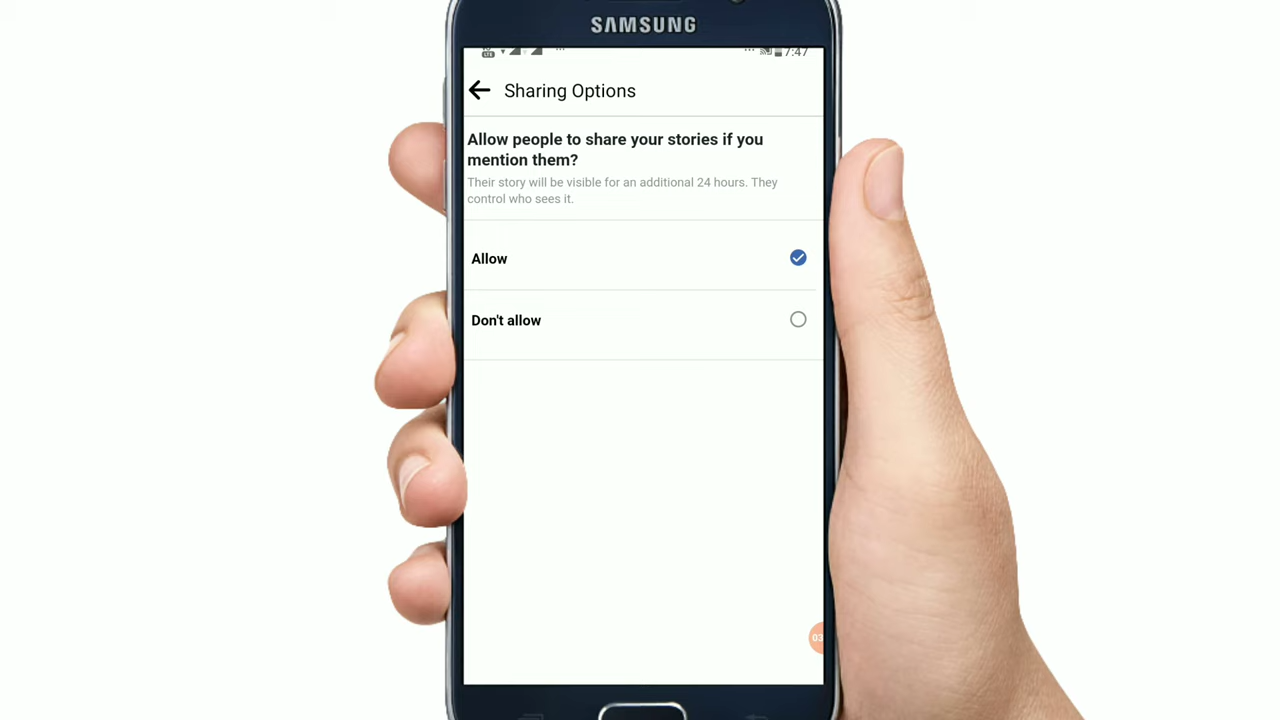 SAMSUNG
7:47
Sharing Options
Allow people to share your stories if you
mention them?
Their story will be visible for an additional 24 hours. They
control who sees it.
Allow
Don't allow
03